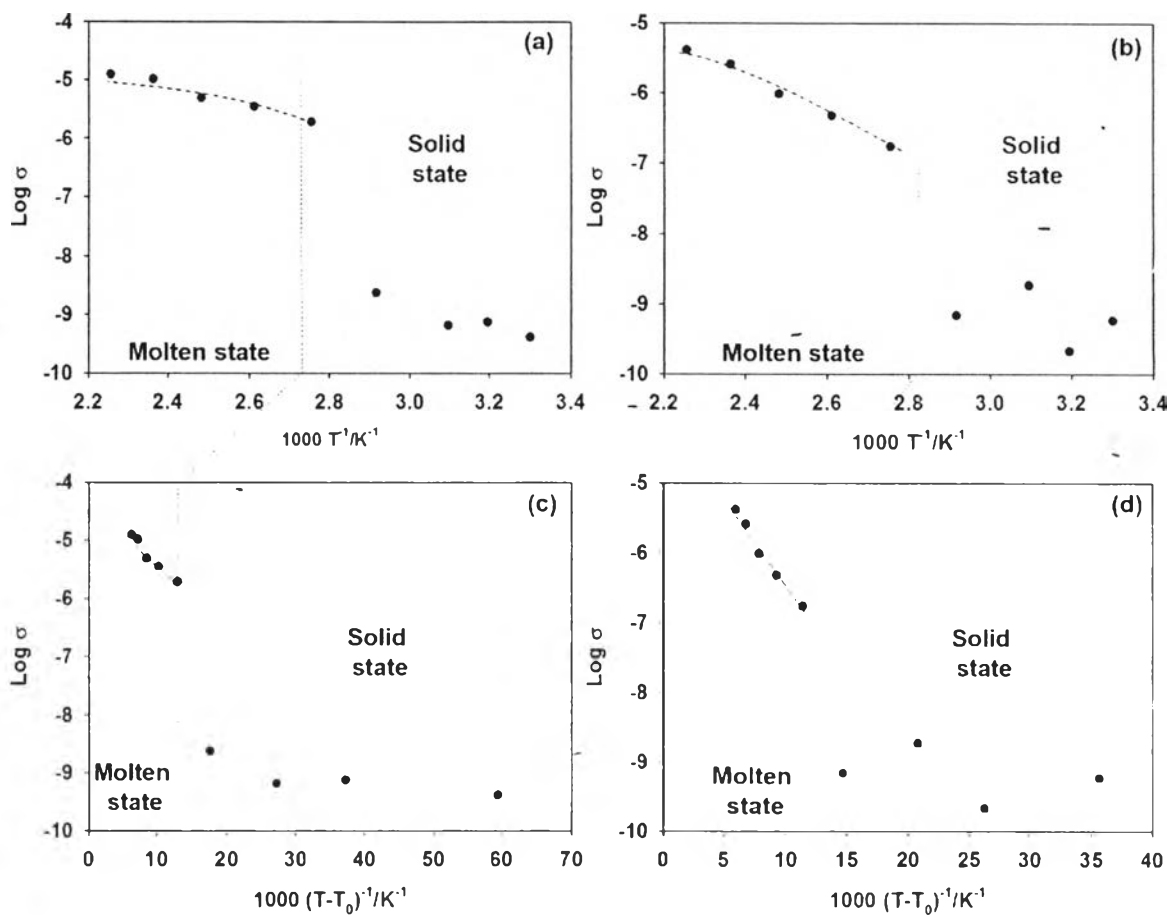 -4
(a)
-5
-6
Solid
state
-7
Log σ
-8
-9
Molten state
-10
2.2 2.4 2.6 2.8 3.0 3.2 3.4
1000 T¹/K⁻¹
-5
(b)
-6
-7
Solid
state
Log σ
-8
-9
Molten state
-10
2.2 2.4 2.6 2.8 3.0 3.2 3.4
1000 T¹/K⁻¹
-4
(c)
-5
-6
-7
Solid
state
Log σ
-8
-9
Molten
state
-10
0 10 20 30 40 50 60 70
1000 (T-T₀)⁻¹/K⁻¹
-5
(d)
-6
-7
Solid
state
Log σ
-8
-9
Molten
state
-10
0 5 10 15 20 25 30 35 40
1000 (T-T₀)⁻¹/K⁻¹